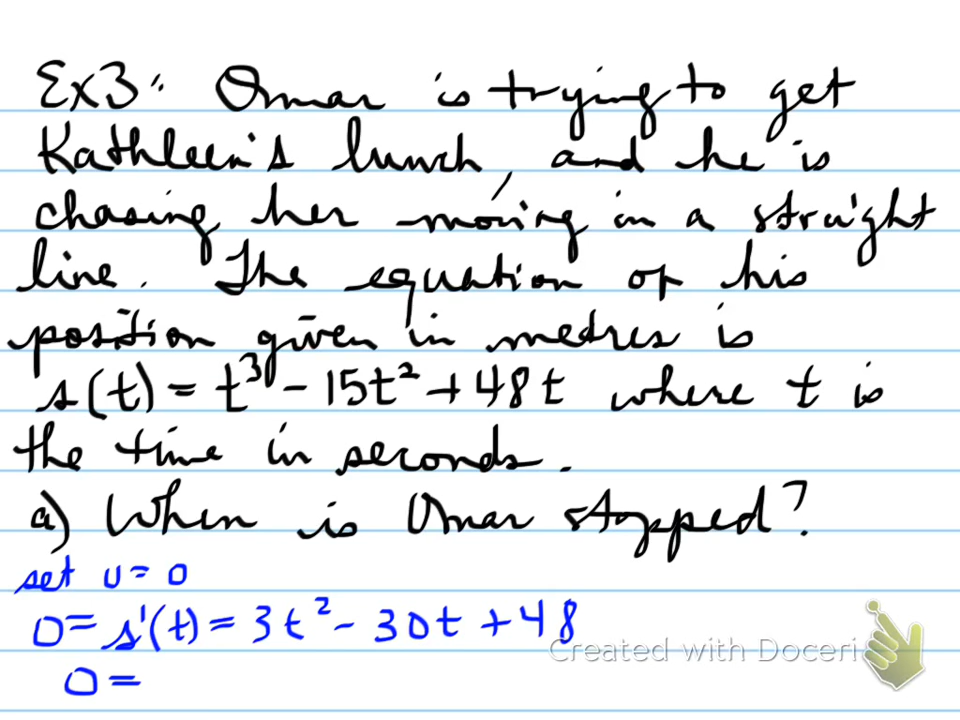 Ex3: Omar is trying to get
Kathleen's lunch, and he is
chasing her moving in a straight
line. The equation of his
position given in metres is
s(t) = t³ - 15t² + 48t where t is
the time in seconds.
a) When is Omar stopped?
set v = 0
0 = s'(t) = 3t² - 30t + 48
Created with Doceri
0 =